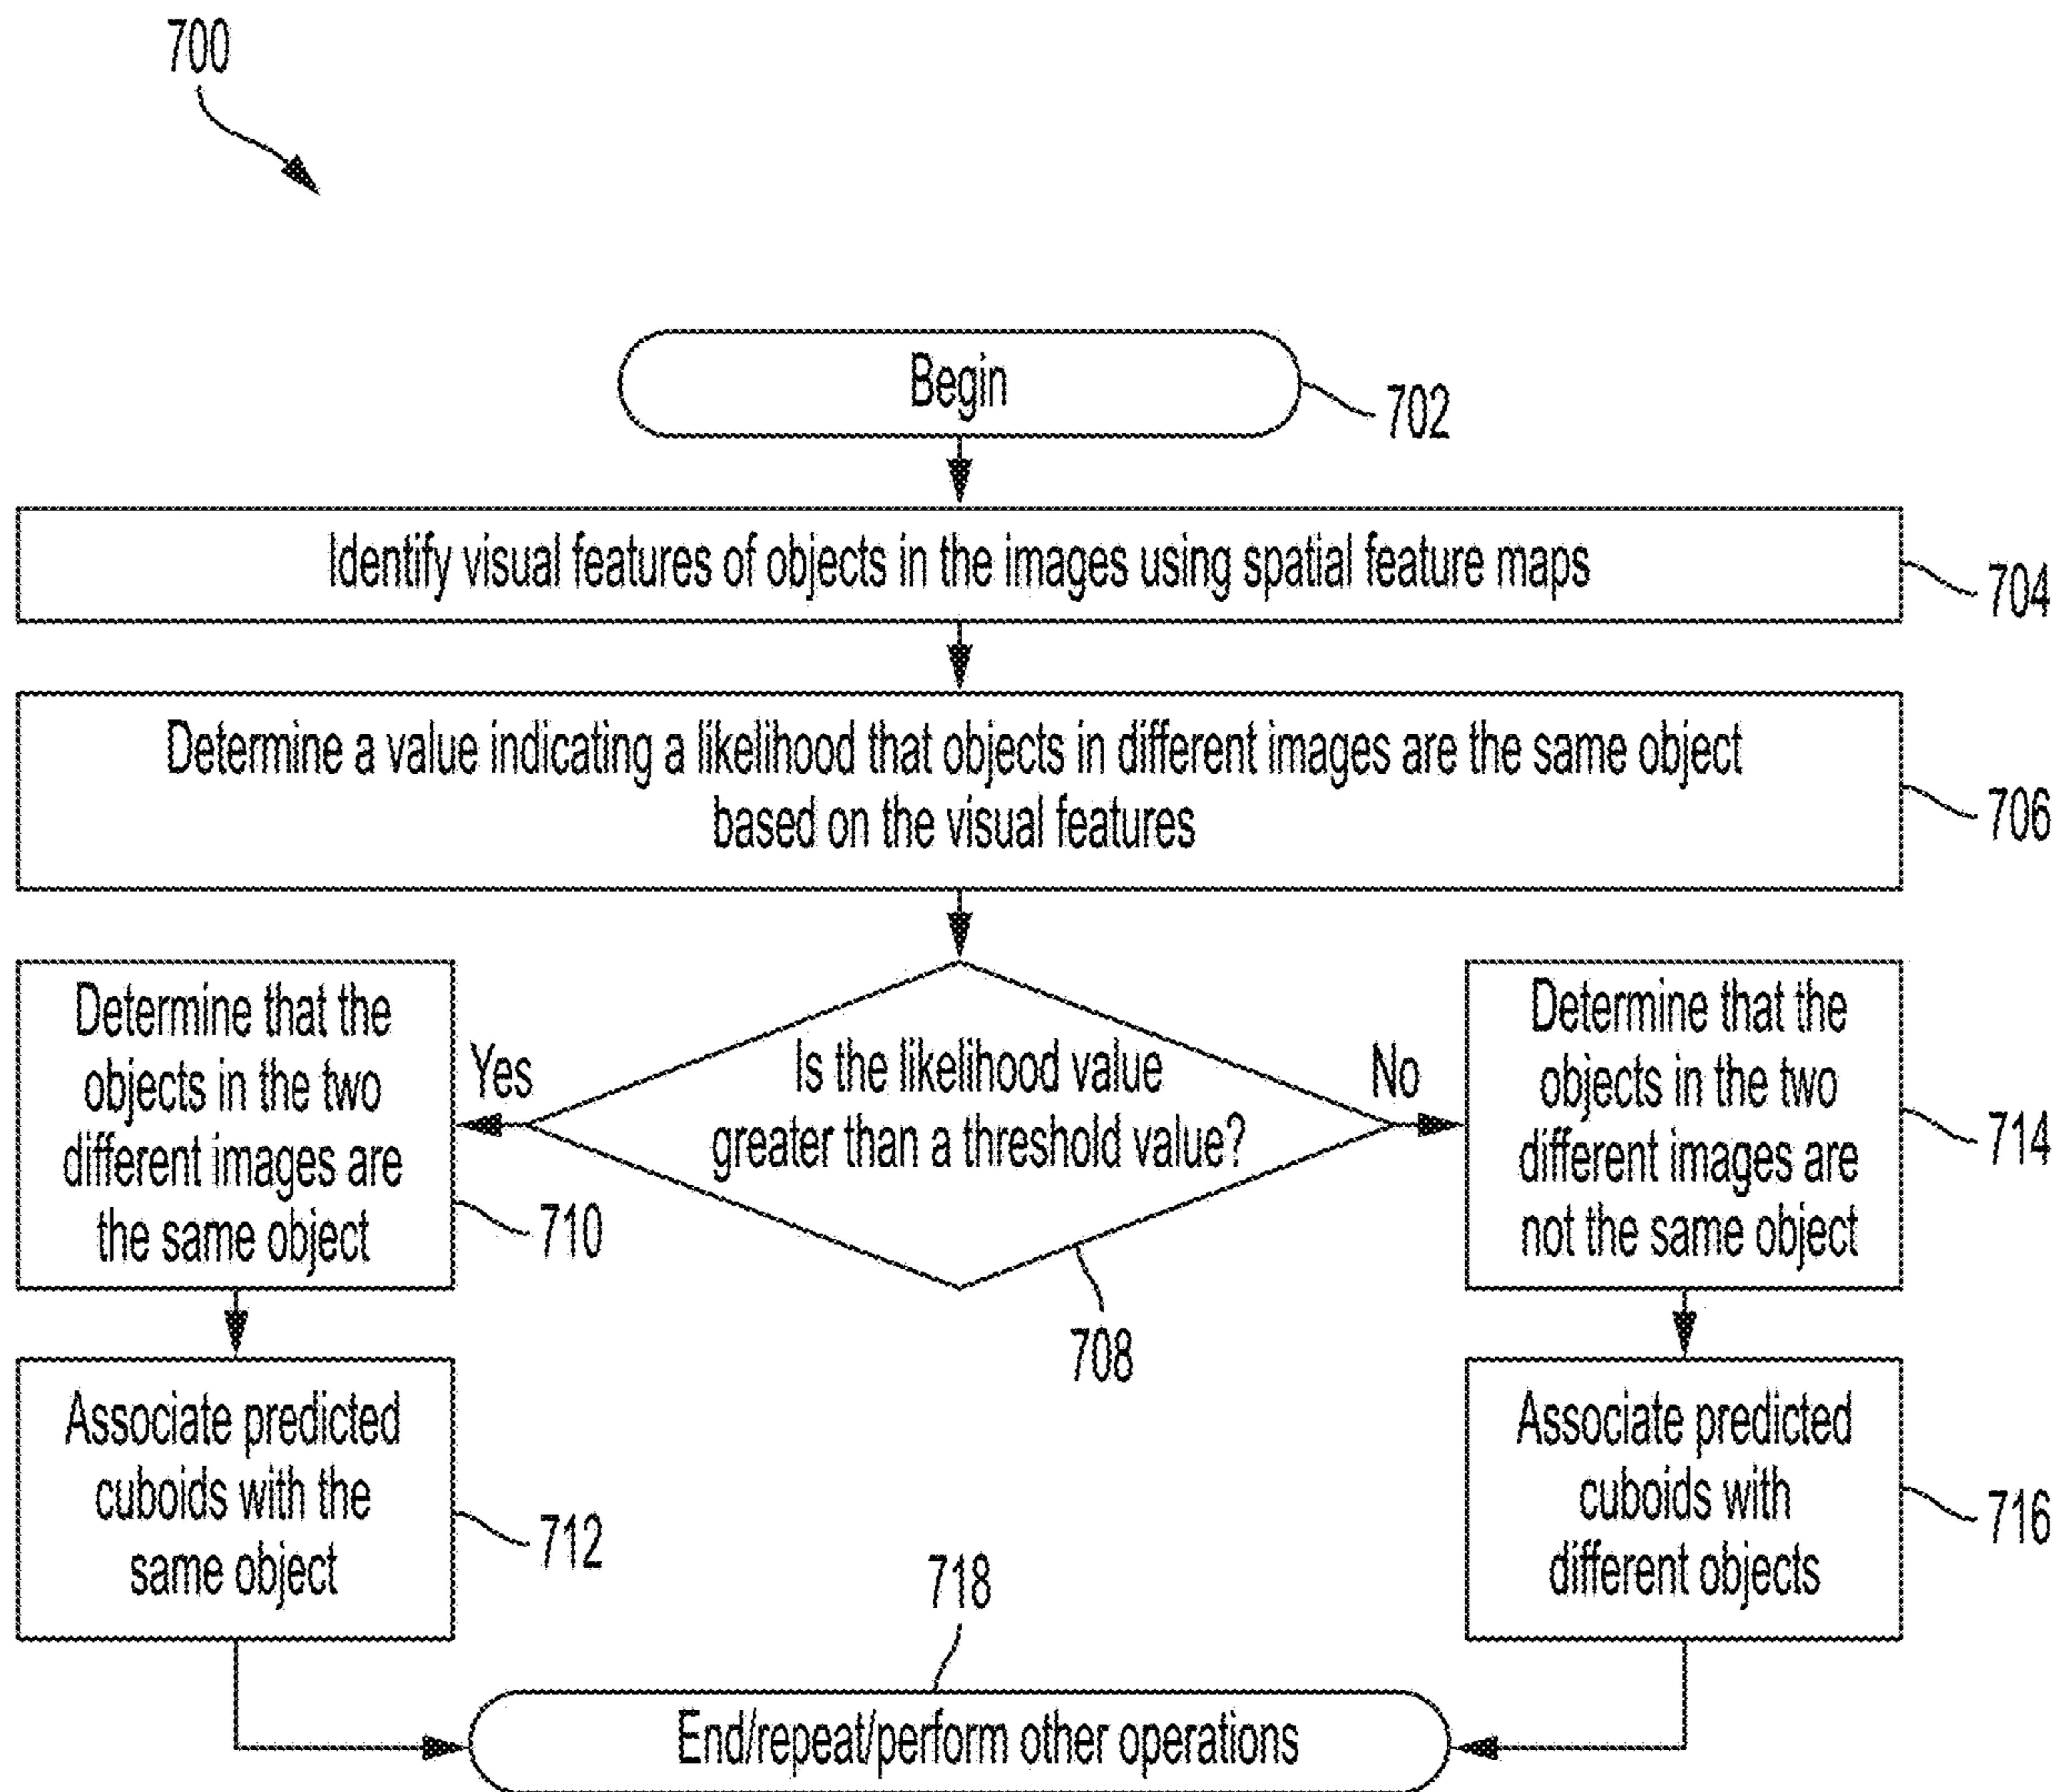 700
Begin
702
Identify visual features of objects in the images using spatial feature maps
704
Determine a value indicating a likelihood that objects in different images are the same object
based on the visual features
706
Determine that the
objects in the two
different images are
the same object
710
Yes
Is the likelihood value
greater than a threshold value?
708
No
Determine that the
objects in the two
different images are
not the same object
714
Associate predicted
cuboids with the
same object
712
Associate predicted
cuboids with
different objects
716
718
End/repeat/perform other operations